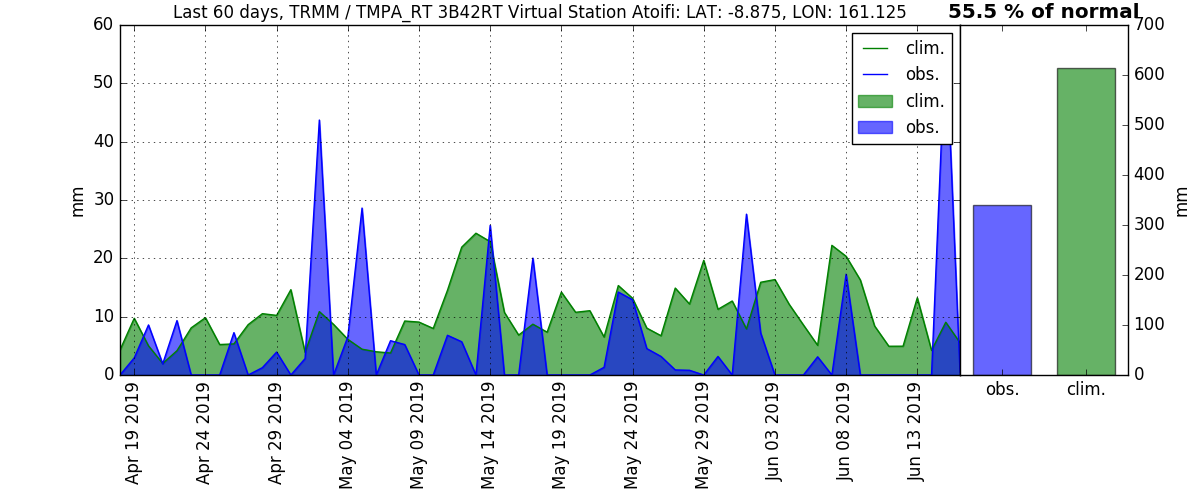 Last 60 days, TRMM / TMPA_RT 3B42RT Virtual Station Atoifi: LAT: -8.875, LON: 161.125
55.5 % of normal
60
50
40
30
20
10
0
mm
clim.
obs.
clim.
obs.
700
600
500
400
300
200
100
0
mm
Apr 19 2019
Apr 24 2019
Apr 29 2019
May 04 2019
May 09 2019
May 14 2019
May 19 2019
May 24 2019
May 29 2019
Jun 03 2019
Jun 08 2019
Jun 13 2019
obs.
clim.